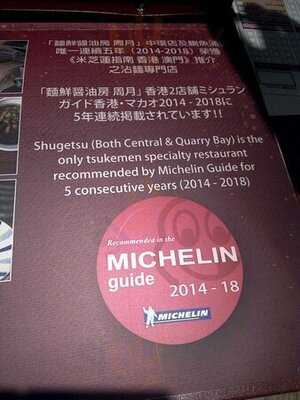 「麵鮮醤油房 周月」中環店及鰂魚涌
唯一連續五年《2014-2018》榮獲
《米芝蓮指南 香港 澳門》推介
之沾麵專門店
「麺鮮醤油房 周月」香港2店舗ミシュラン
ガイド香港・マカオ2014 - 2018に
5年連続掲載されています!!
Shugetsu (Both Central & Quarry Bay) is the
only tsukemen specialty restaurant
recommended by Michelin Guide for
5 consecutive years (2014 - 2018)
Recommended in the
MICHELIN
guide
2014 - 18
MICHELIN